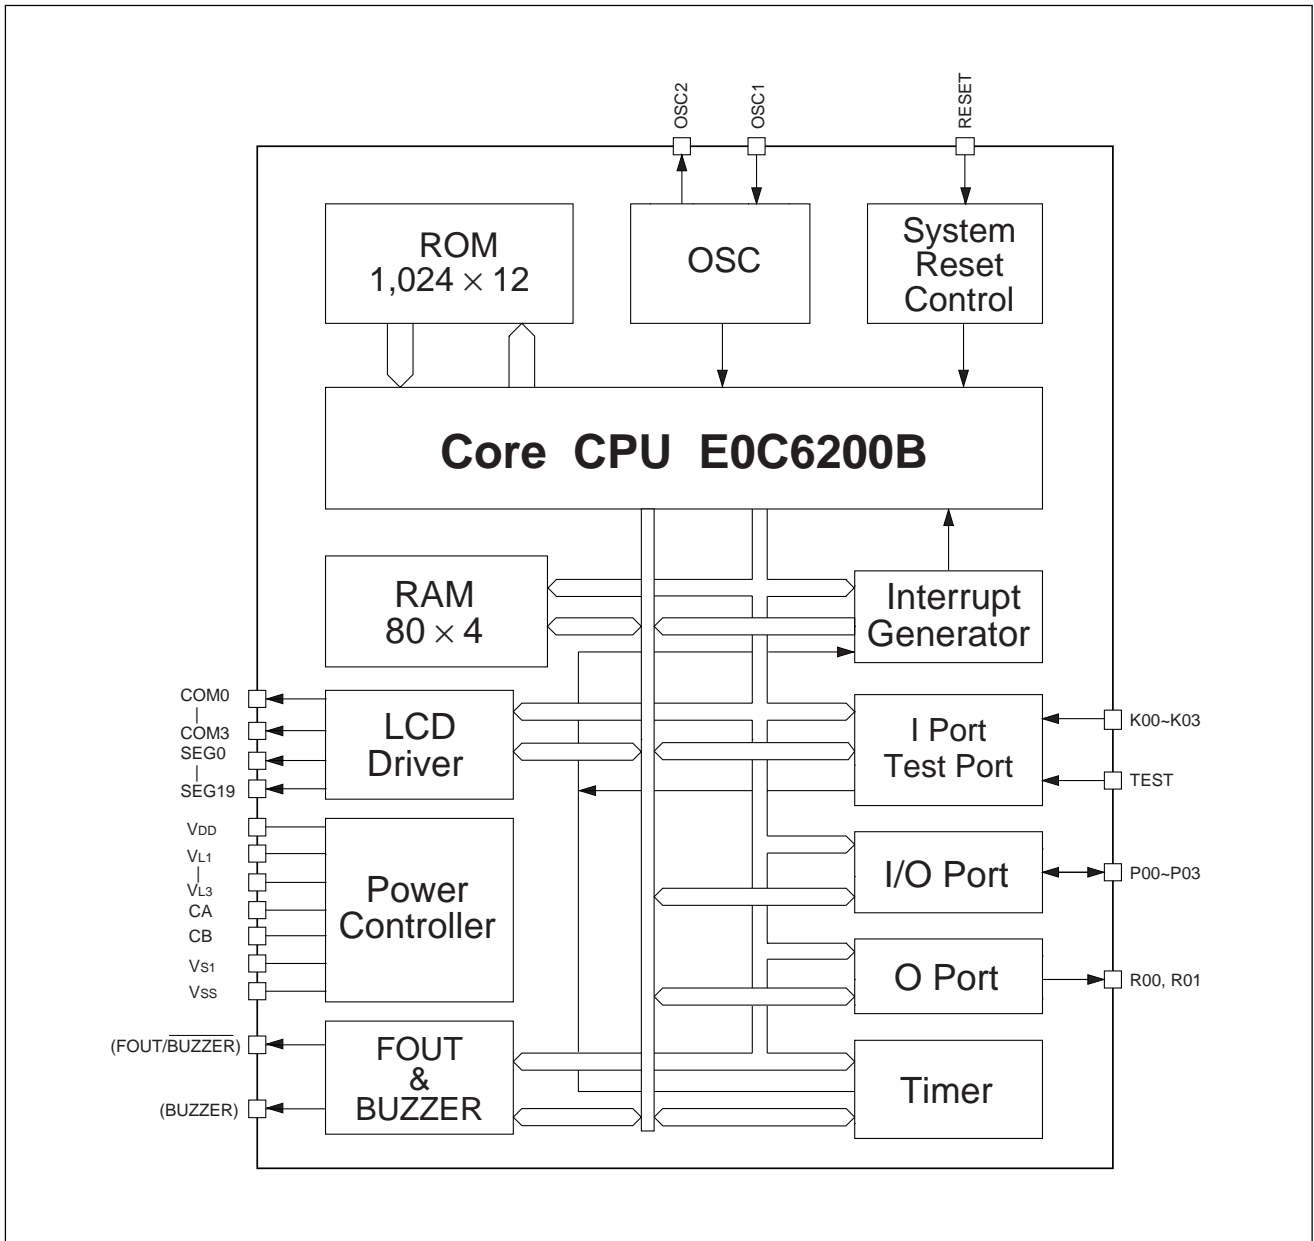 OSC2
OSC1
RESET
ROM
1,024 × 12
OSC
System
Reset
Control
Core CPU E0C6200B
RAM
80 × 4
Interrupt
Generator
COM0
|
COM3
SEG0
|
SEG19
LCD
Driver
I Port
Test Port
K00~K03
TEST
VDD
VL1
|
VL3
CA
CB
VS1
VSS
Power
Controller
I/O Port
P00~P03
O Port
R00, R01
(FOUT/BUZZER)
(BUZZER)
FOUT
&
BUZZER
Timer